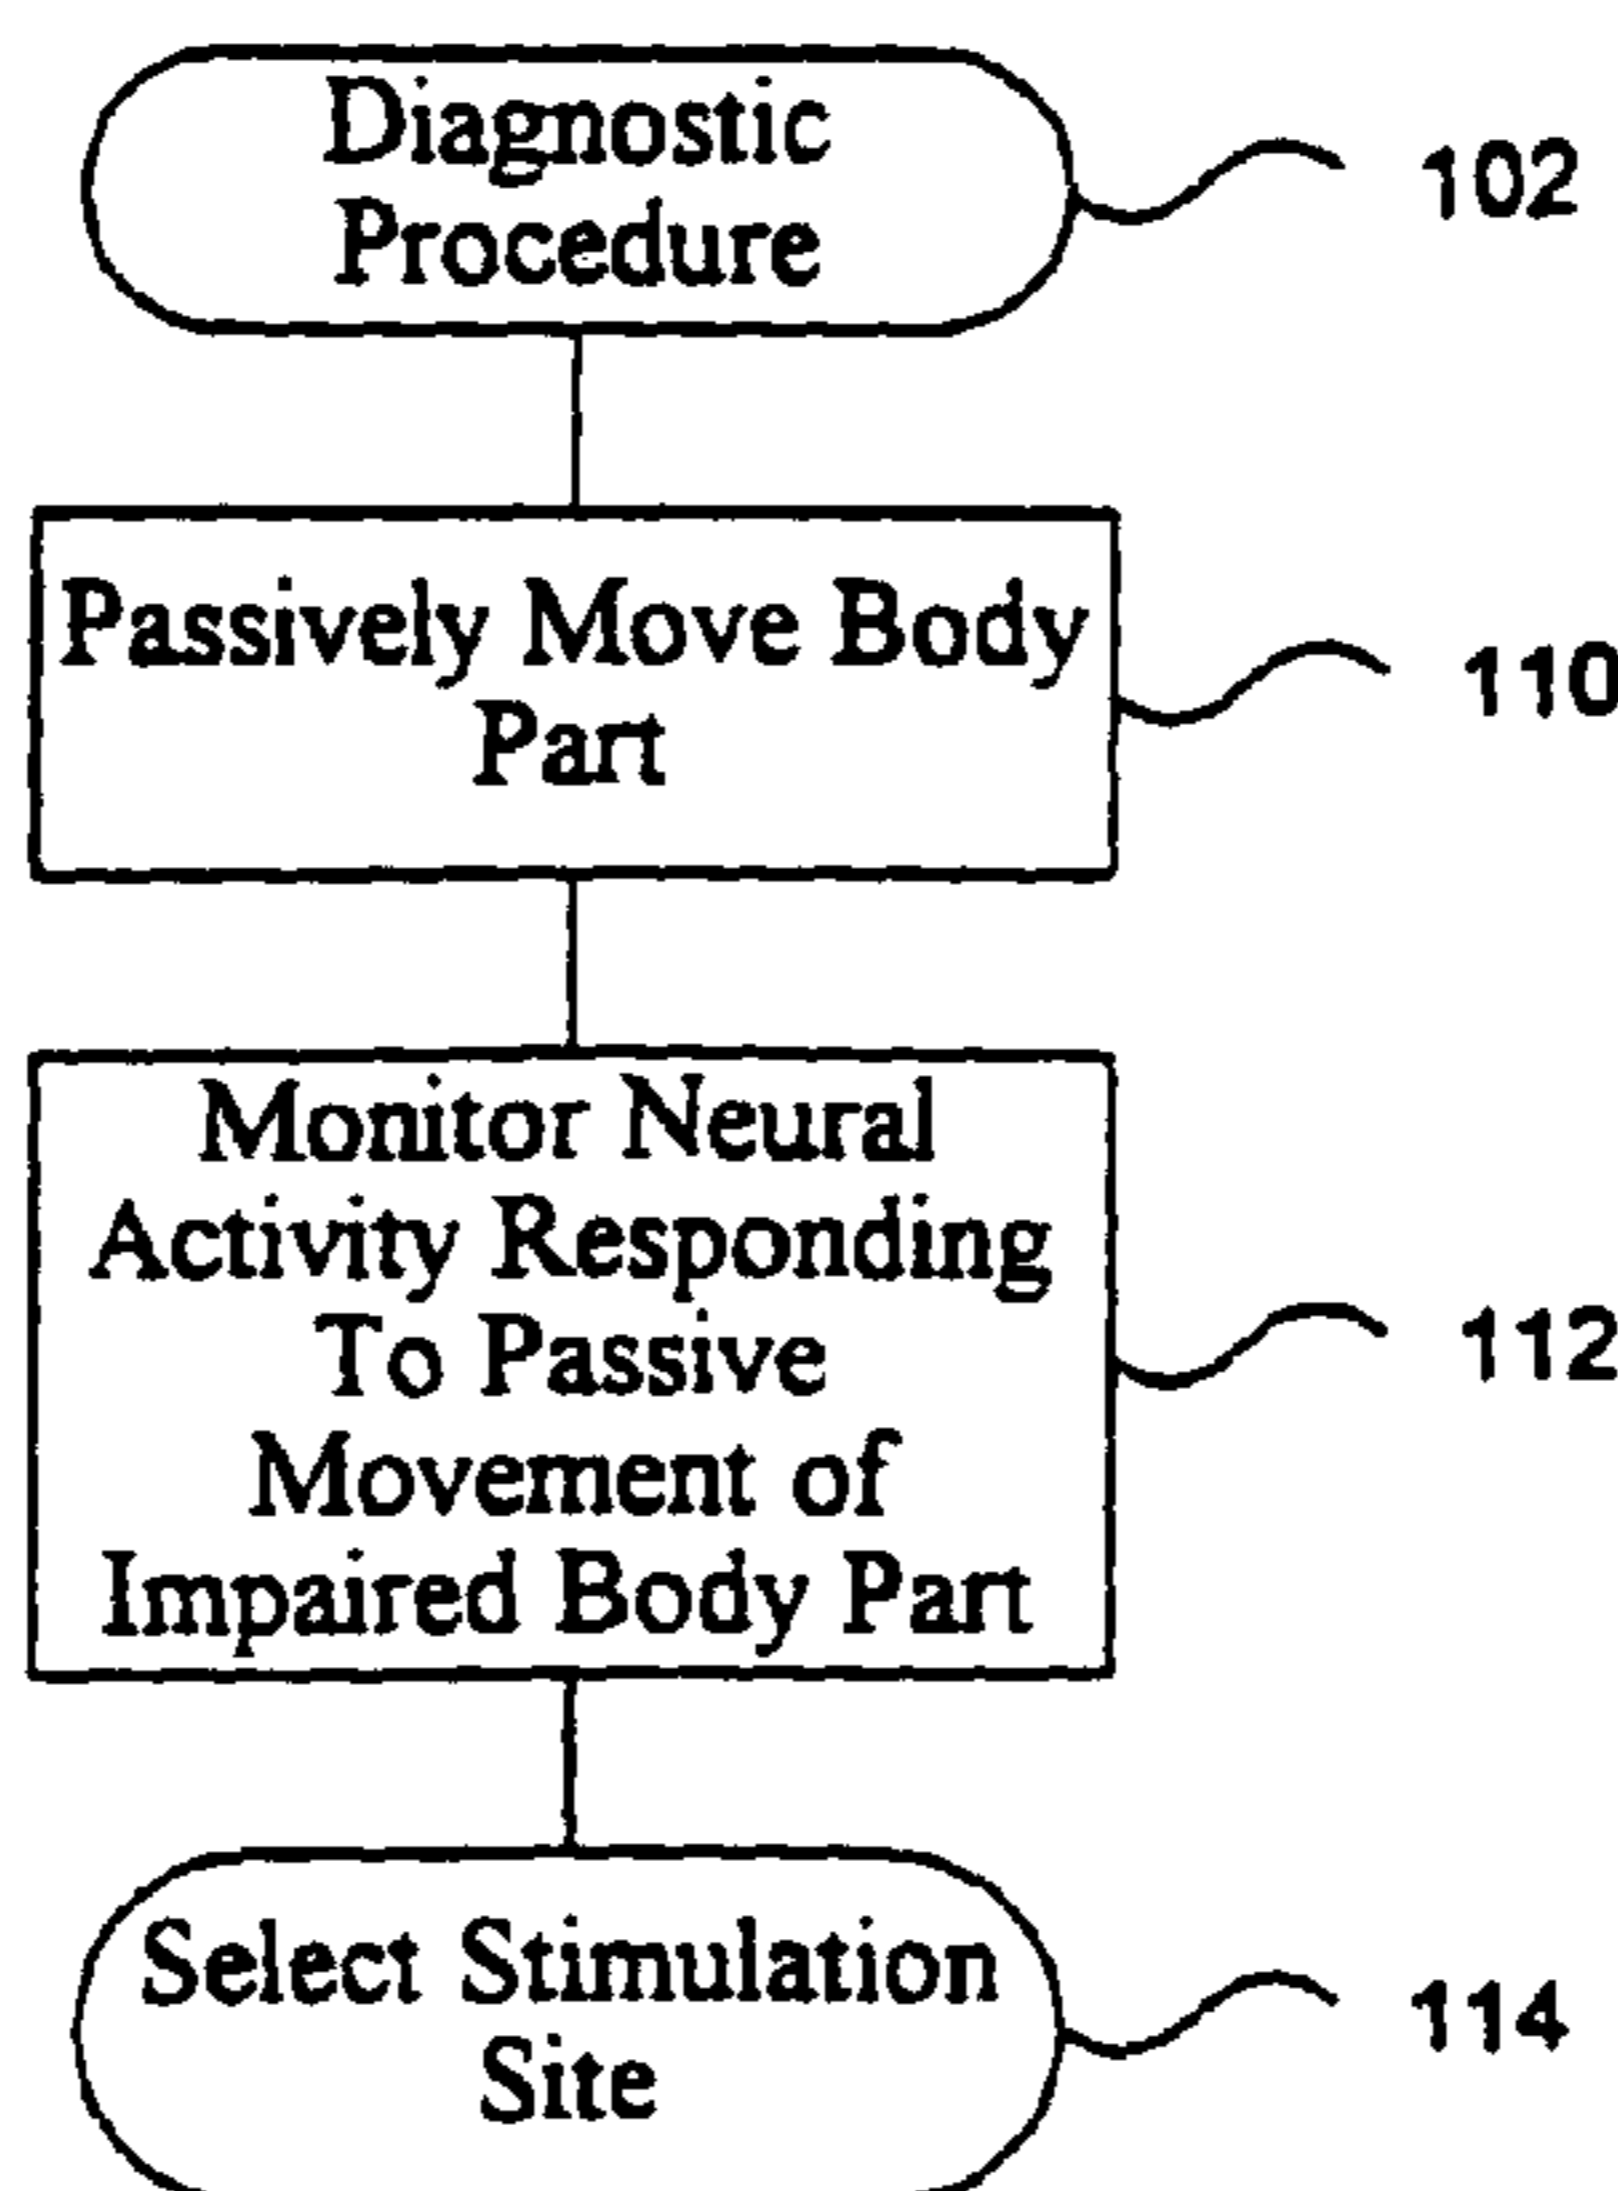 Diagnostic
Procedure
102
Passively Move Body
Part
110
Monitor Neural
Activity Responding
To Passive
Movement of
Impaired Body Part
112
Select Stimulation
Site
114